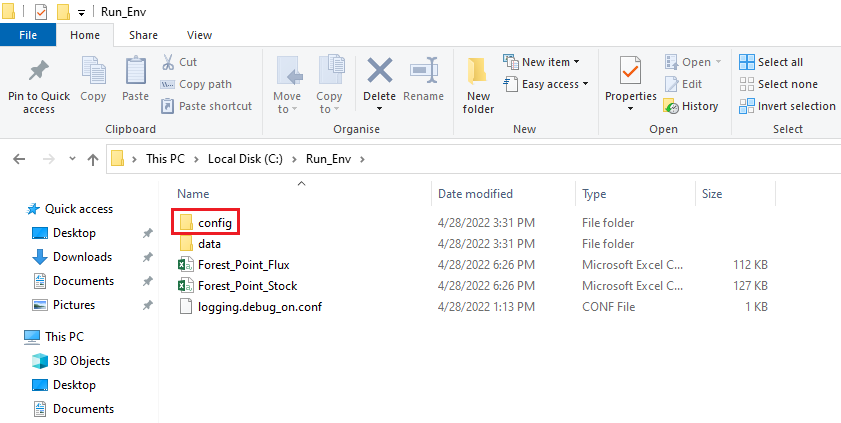 Run_Env
File Home Share View
Pin to Quick access
Copy
Paste
Cut
Copy path
Paste shortcut
Clipboard
Move to
Copy to
Delete
Rename
Organise
New folder
New item
Easy access
New
Properties
Open
Edit
History
Open
Select all
Select none
Invert selection
Select
This PC > Local Disk (C:) > Run_Env >
Name Date modified Type Size
Quick access
Desktop
Downloads
Documents
Pictures
This PC
3D Objects
Desktop
Documents
config 4/28/2022 3:31 PM File folder
data 4/28/2022 3:31 PM File folder
Forest_Point_Flux 4/28/2022 6:26 PM Microsoft Excel C... 112 KB
Forest_Point_Stock 4/28/2022 6:26 PM Microsoft Excel C... 127 KB
logging.debug_on.conf 4/28/2022 1:13 PM CONF File 1 KB